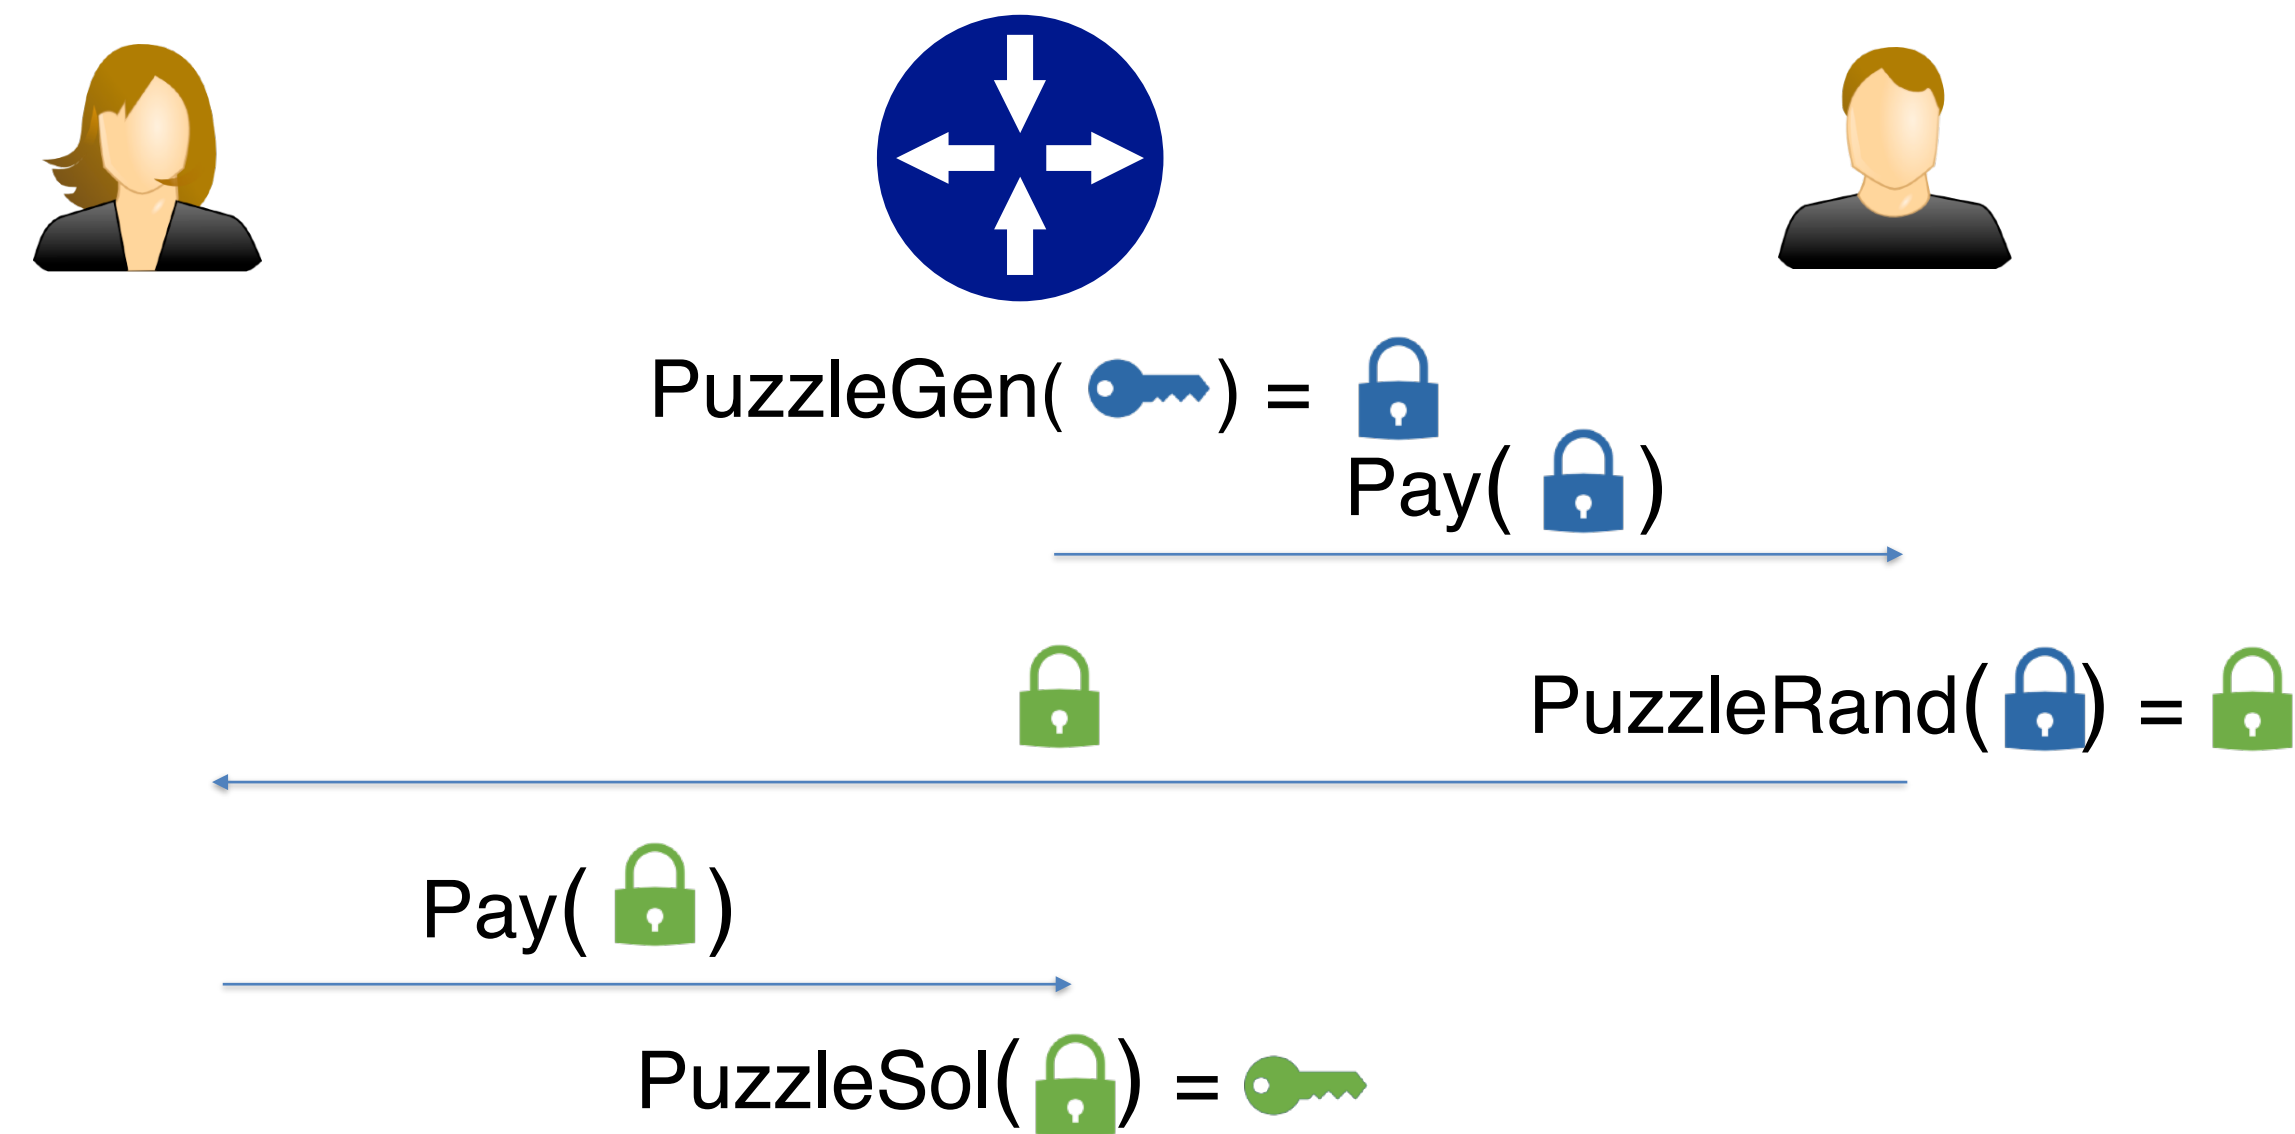 PuzzleGen( ) =
Pay( )
PuzzleRand( ) =
Pay( )
PuzzleSol( ) =